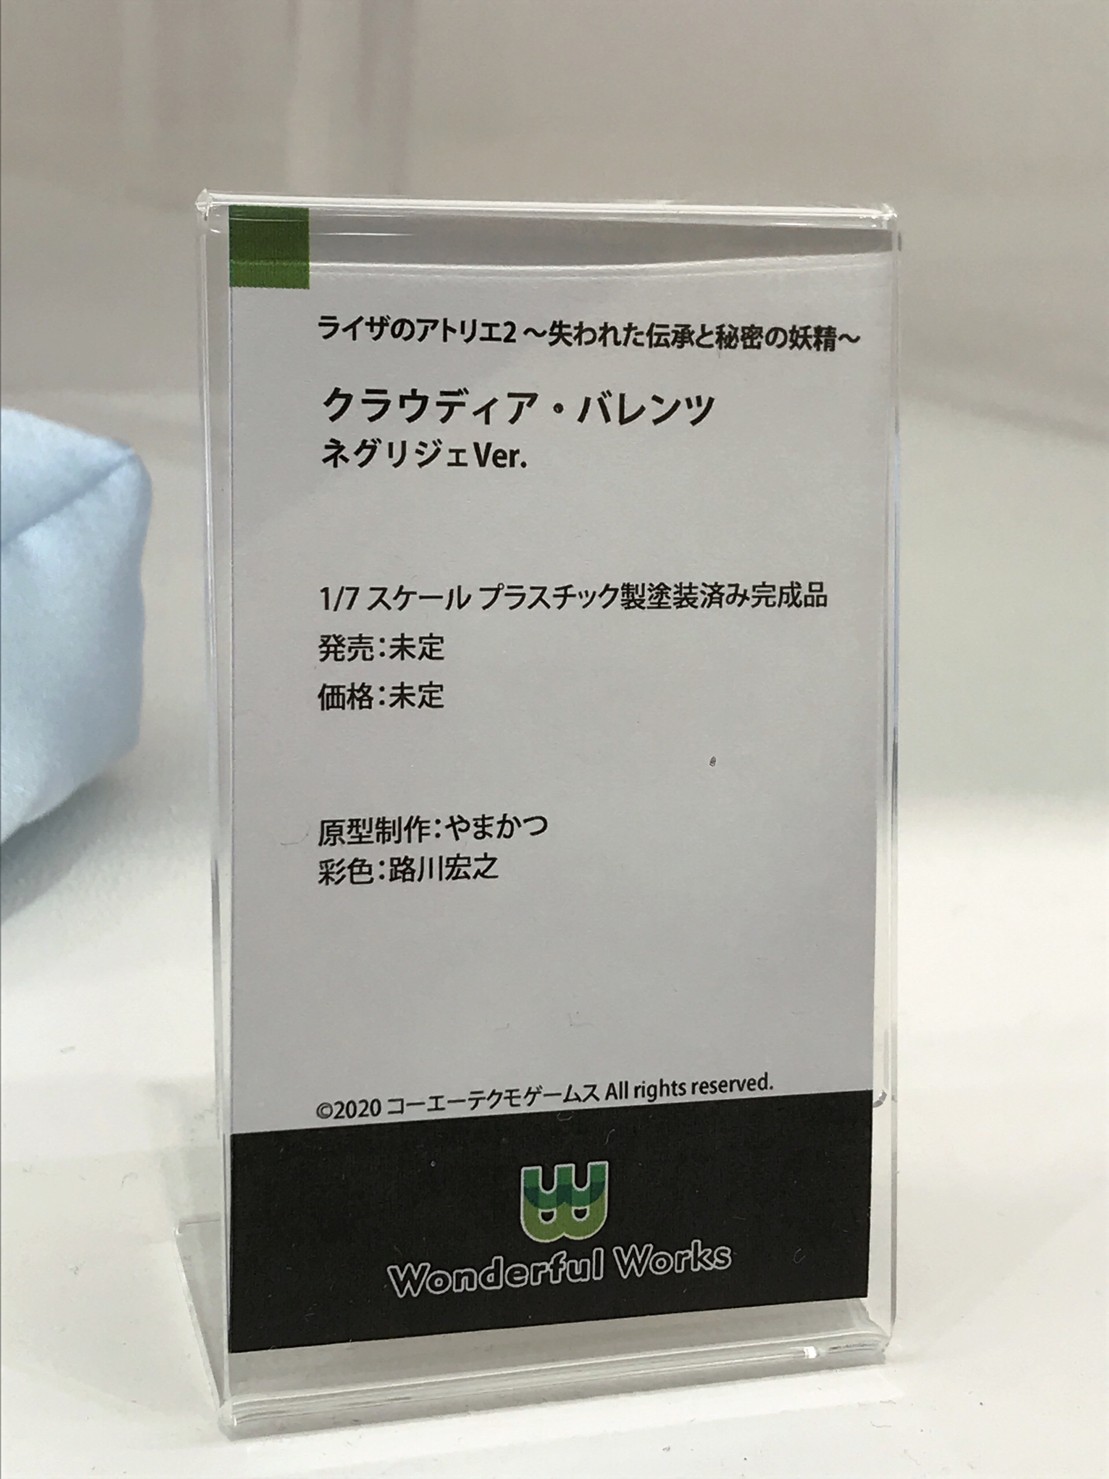 ライザのアトリエ2 ～失われた伝承と秘密の妖精～
クラウディア・バレンツ
ネグリジェVer.
1/7 スケール プラスチック製塗装済み完成品
発売：未定
価格：未定
原型制作：やまかつ
彩色：路川宏之
©2020 コーエーテクモゲームス All rights reserved.
W
Wonderful Works